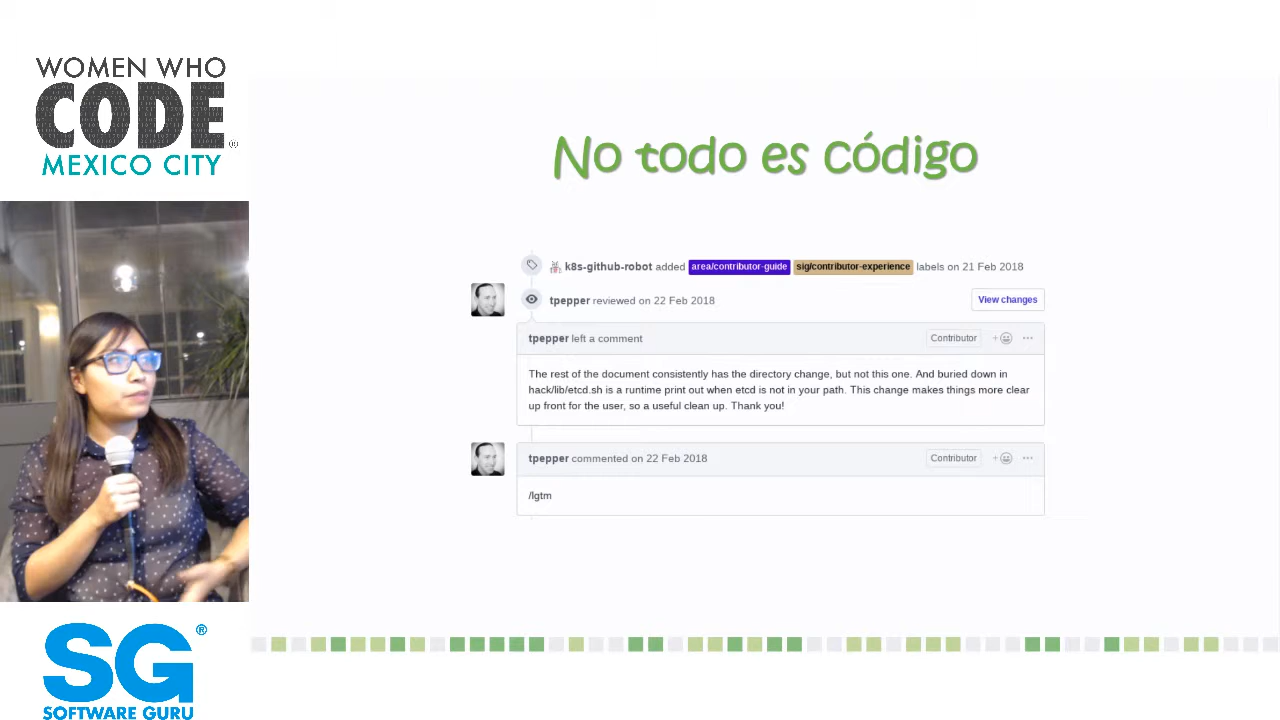 WOMEN WHO
CODE
MEXICO CITY
No todo es código
k8s-github-robot added area/contributor-guide sig/contributor-experience labels on 21 Feb 2018
tpepper reviewed on 22 Feb 2018
View changes
tpepper left a comment
Contributor
The rest of the document consistently has the directory change, but not this one. And buried down in
hack/lib/etcd.sh is a runtime print out when etcd is not in your path. This change makes things more clear
up front for the user, so a useful clean up. Thank you!
tpepper commented on 22 Feb 2018
Contributor
/lgtm
SG®
SOFTWARE GURU